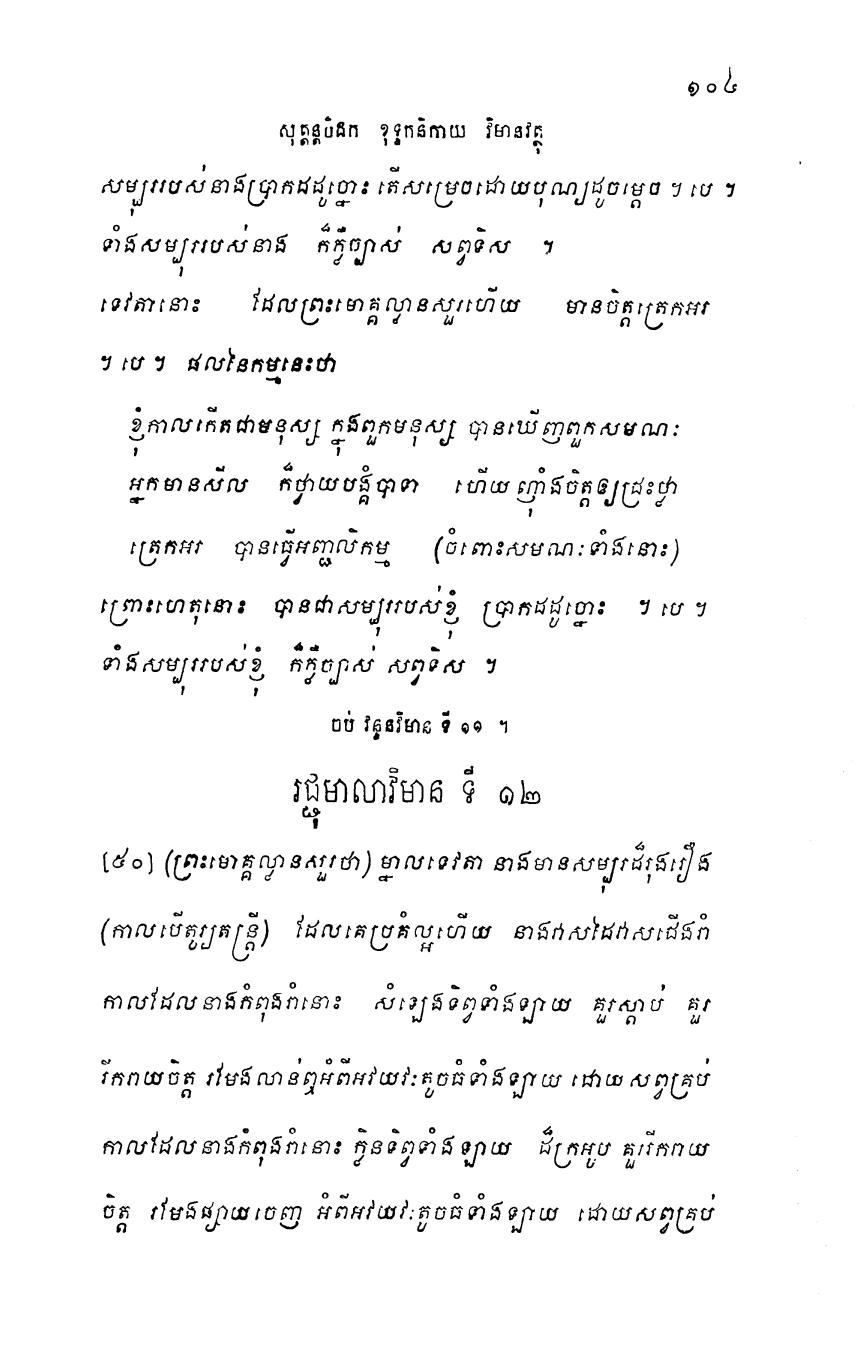 ១០៤
សុត្តន្តបិដក ខុទ្ទកនិកាយ វិមានវត្ថុ
សម្បុររបស់នាងប្រាកដដូច្នោះ តើសម្រេចដោយបុណ្យដូចម្តេច ។ បេ ។
ទាំងសម្បុររបស់នាង ក៏ភ្លឺច្បាស់ សព្វទិស ។
ទេវតានោះ ដែលព្រះមោគ្គល្លានសួរហើយ មានចិត្តត្រេកអរ
។ បេ ។ ផលនៃកម្មនេះថា
ខ្ញុំកាលកើតជាមនុស្ស ក្នុងពួកមនុស្ស បានឃើញពួកសមណៈ
អ្នកមានសីល ក៏ថ្វាយបង្គំបាទា ហើយញ៉ាំងចិត្តឲ្យជ្រះថ្លា
ត្រេកអរ បានធ្វើអញ្ជលិកម្ម (ចំពោះសមណៈទាំងនោះ)
ព្រោះហេតុនោះ បានជាសម្បុររបស់ខ្ញុំ ប្រាកដដូច្នោះ ។ បេ ។
ទាំងសម្បុររបស់ខ្ញុំ ក៏ភ្លឺច្បាស់ សព្វទិស ។
ចប់ វន្ទនវិមាន ទី ១១ ។
រជ្ជុមាលាវិមាន ទី ១២
[៥០] (ព្រះមោគ្គល្លានសួរថា) ម្នាលទេវតា នាងមានសម្បុរដ៏រុងរឿង
(កាលបើតូរ្យតន្ត្រី) ដែលគេប្រគំល្អហើយ នាងក៏រាំដៃរាំជើងរាំ
កាលដែលនាងកំពុងរាំនោះ សំឡេងទិព្វទាំងឡាយ គួរស្តាប់ គួរ
រីករាយចិត្ត រមែងលាន់ឮអំពីអវយវៈតូចធំទាំងឡាយ ដោយសព្វគ្រប់
កាលដែលនាងកំពុងរាំនោះ ក្លិនទិព្វទាំងឡាយ ដ៏ក្រអូប គួររីករាយ
ចិត្ត រមែងផ្សាយចេញ អំពីអវយវៈតូចធំទាំងឡាយ ដោយសព្វគ្រប់